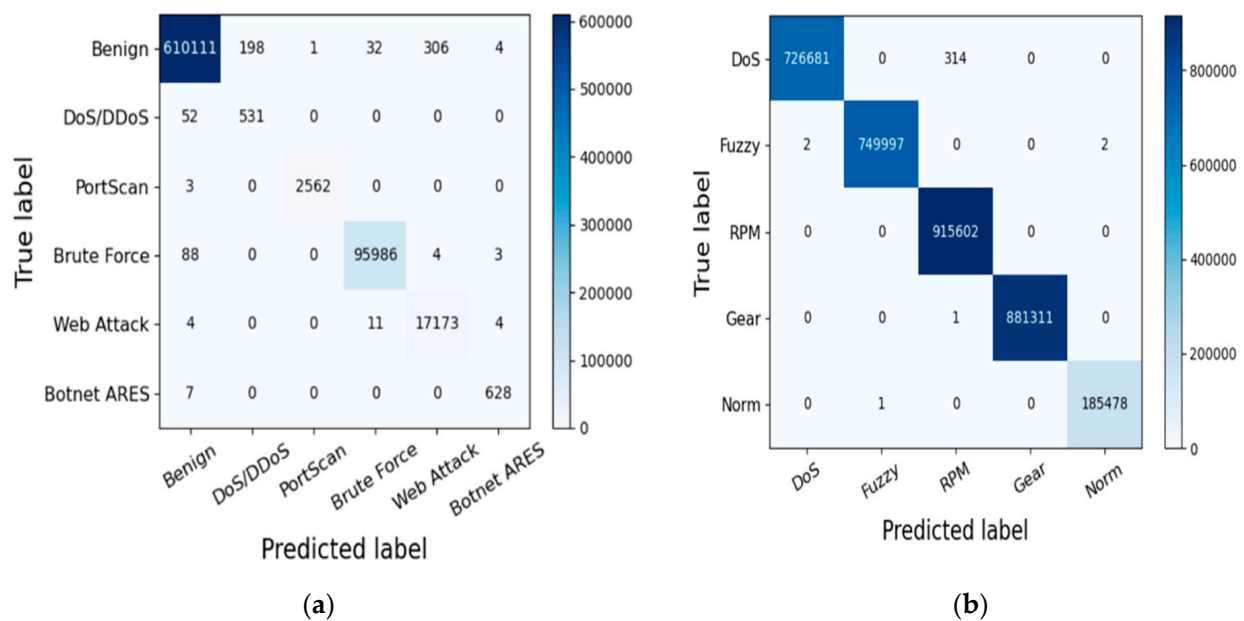 True label
Benign 610111 198 1 32 306 4
DoS/DDoS 52 531 0 0 0 0
PortScan 3 0 2562 0 0 0
Brute Force 88 0 0 95986 4 3
Web Attack 4 0 0 11 17173 4
Botnet ARES 7 0 0 0 0 628
Benign DoS/DDoS PortScan Brute Force Web Attack Botnet ARES
Predicted label
600000
500000
400000
300000
200000
100000
0
(a)
True label
DoS 726681 0 314 0 0
Fuzzy 2 749997 0 0 2
RPM 0 0 915602 0 0
Gear 0 0 1 881311 0
Norm 0 1 0 0 185478
DoS Fuzzy RPM Gear Norm
Predicted label
800000
600000
400000
200000
0
(b)